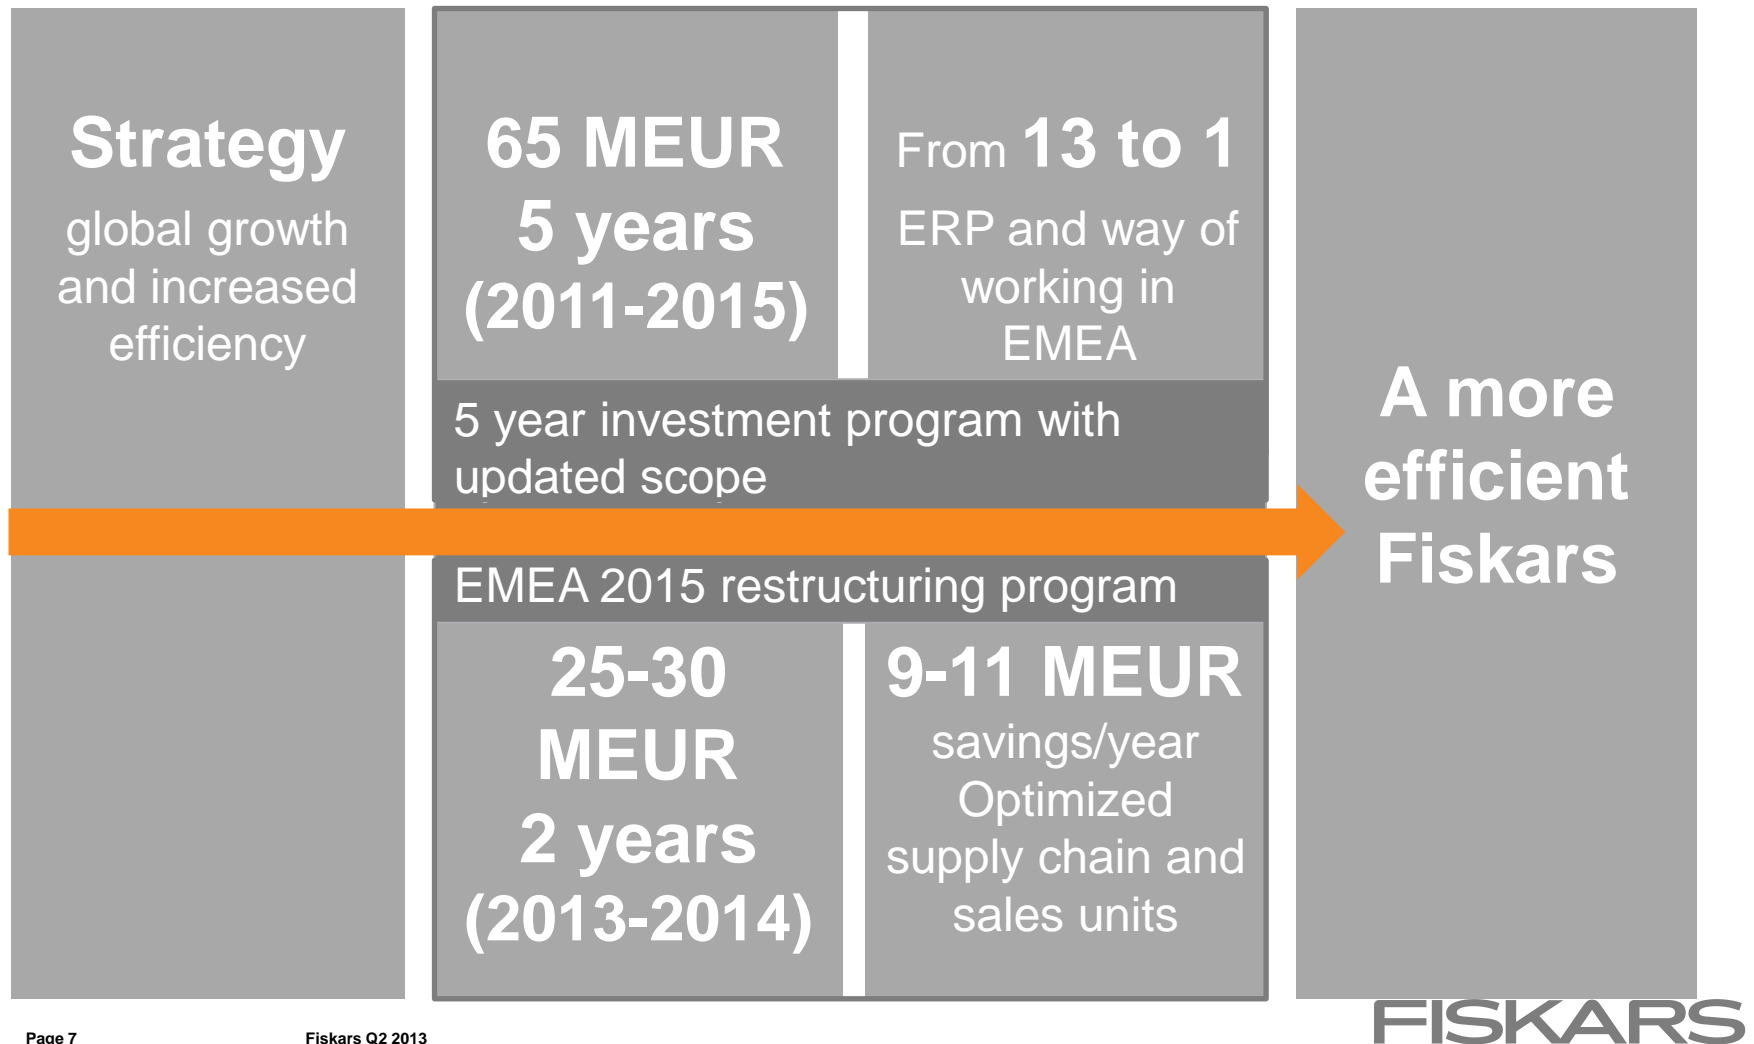 Strategy
global growth
and increased
efficiency
65 MEUR
5 years
(2011-2015)
From 13 to 1
ERP and way of
working in
EMEA
5 year investment program with
updated scope
EMEA 2015 restructuring program
25-30
MEUR
2 years
(2013-2014)
9-11 MEUR
savings/year
Optimized
supply chain and
sales units
A more
efficient
Fiskars
FISKARS
Page 7
Fiskars Q2 2013